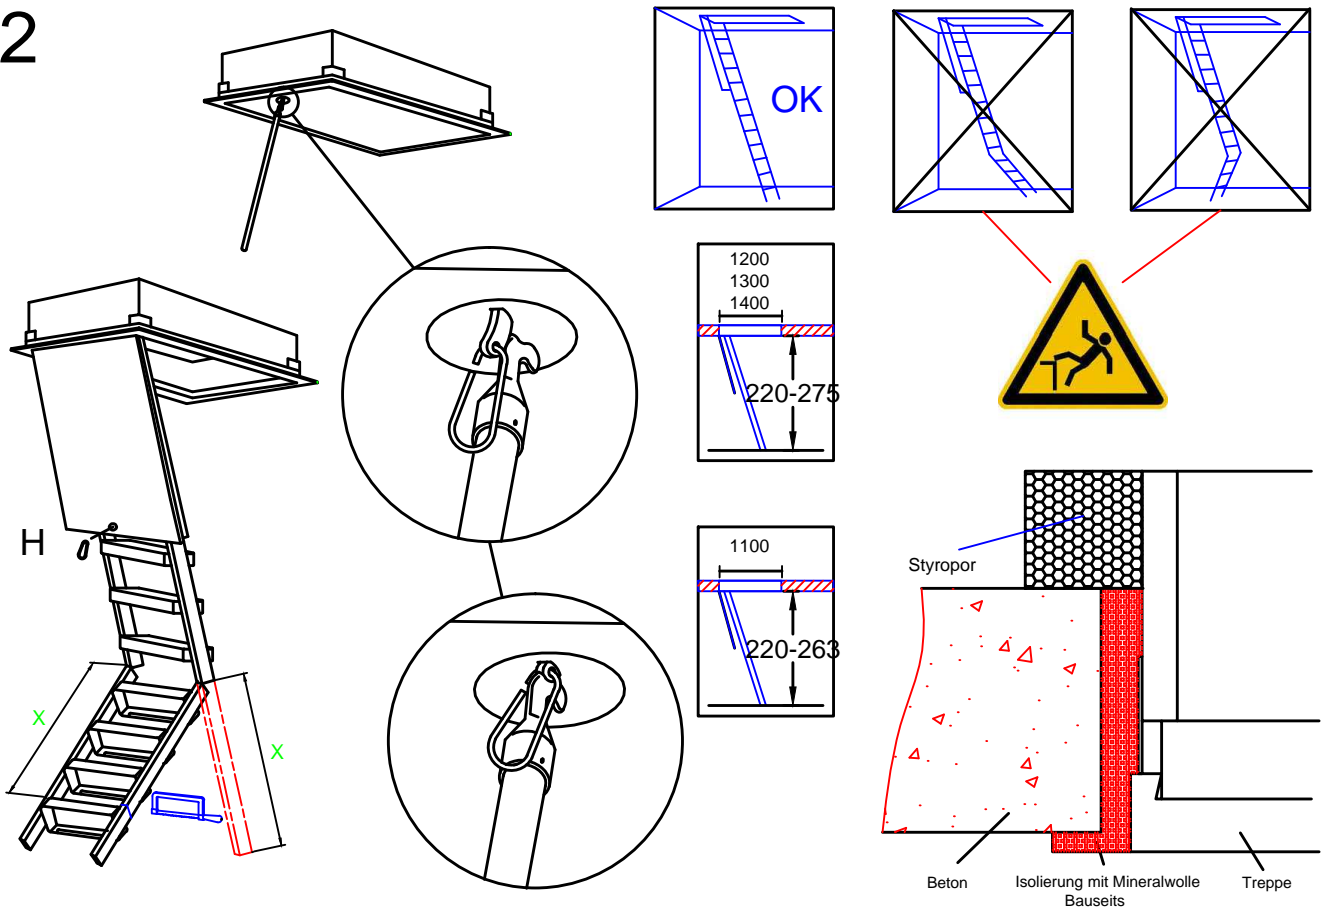 2
OK
1200
1300
1400
220-275
H
1100
220-263
X
X
Styropor
Beton
Isolierung mit Mineralwolle
Bauseits
Treppe